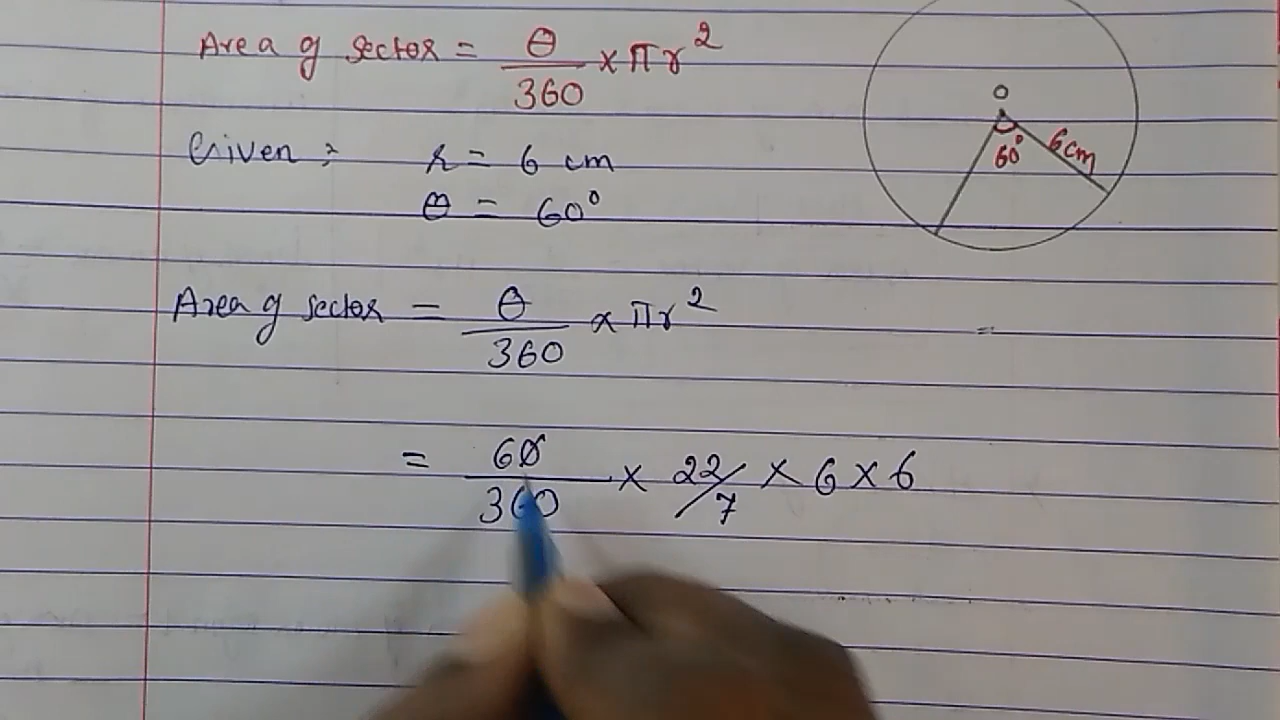 Area of sector = θ/360 × πr²
O
60° 6cm
Given : r = 6 cm
θ = 60°
Area of sector = θ/360 × πr²
=
= 60/360 × 22/7 × 6 × 6